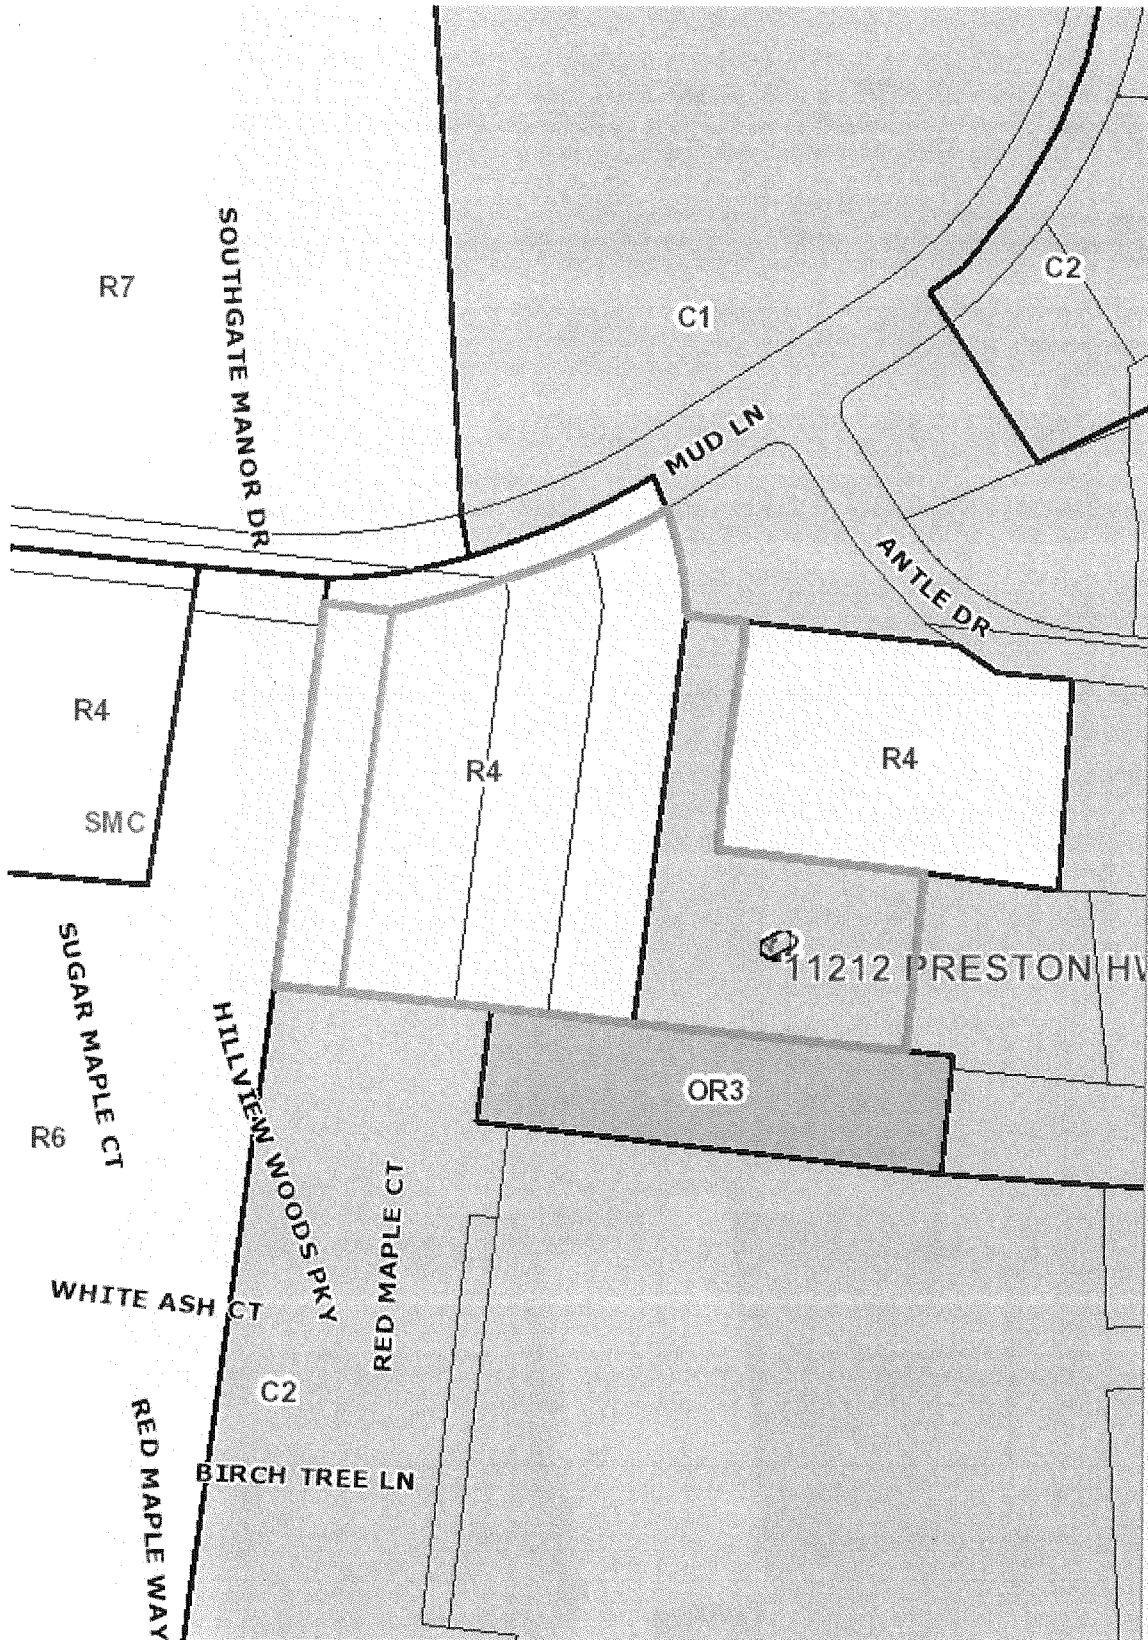 SOUTHGATE MANOR DR
R7
C1
C2
MUD LN
ANTLE DR
R4
R4
R4
SMC
11212 PRESTON
SUGAR MAPLE CT
HILLVIEW WOODS PKY
OR3
R6
RED MAPLE CT
WHITE ASH CT
C2
RED MAPLE WAY
BIRCH TREE LN